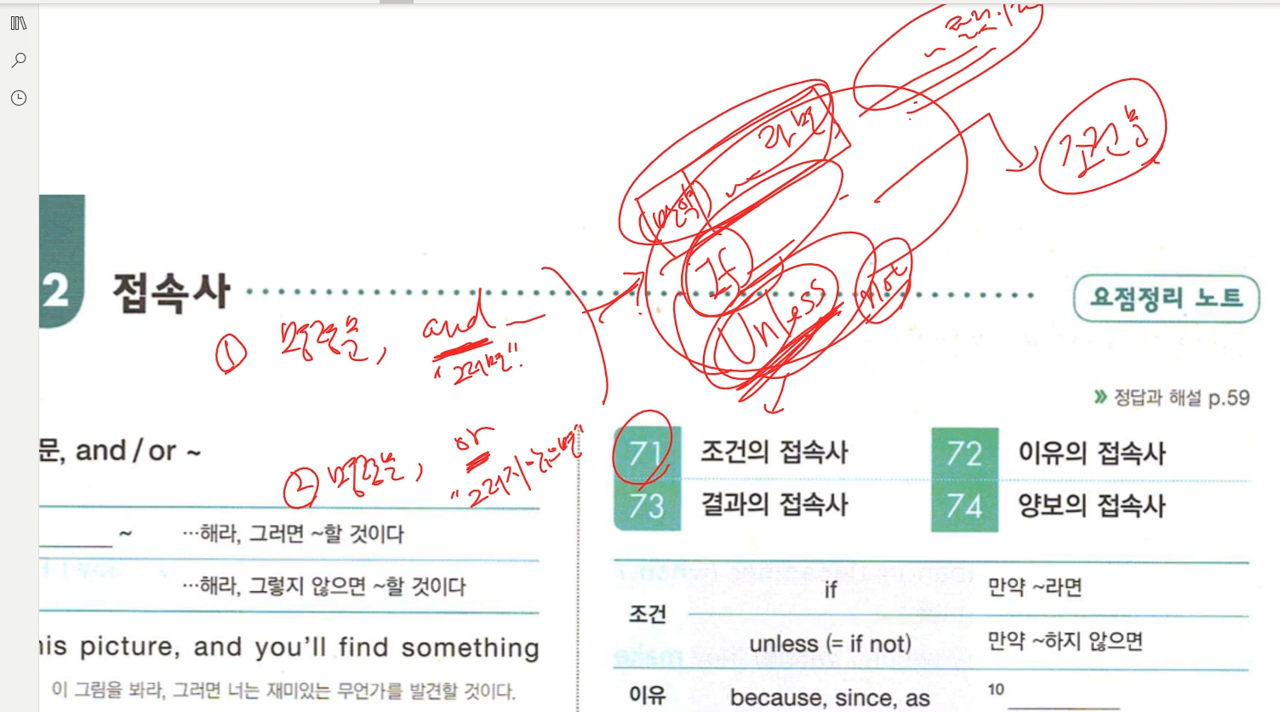 라면
만약
조건
If
Unless
not
2 접속사
요점정리 노트
① 명령문, and
"그러면"
》 정답과 해설 p.59
문, and / or ~
② 명령문, or
"그러지 않으면"
71 조건의 접속사 72 이유의 접속사
73 결과의 접속사 74 양보의 접속사
~ …해라, 그러면 ~할 것이다
…해라, 그렇지 않으면 ~할 것이다
조건
if 만약 ~라면
unless (= if not) 만약 ~하지 않으면
이유 because, since, as 10
his picture, and you'll find something
이 그림을 봐라, 그러면 너는 재미있는 무언가를 발견할 것이다.